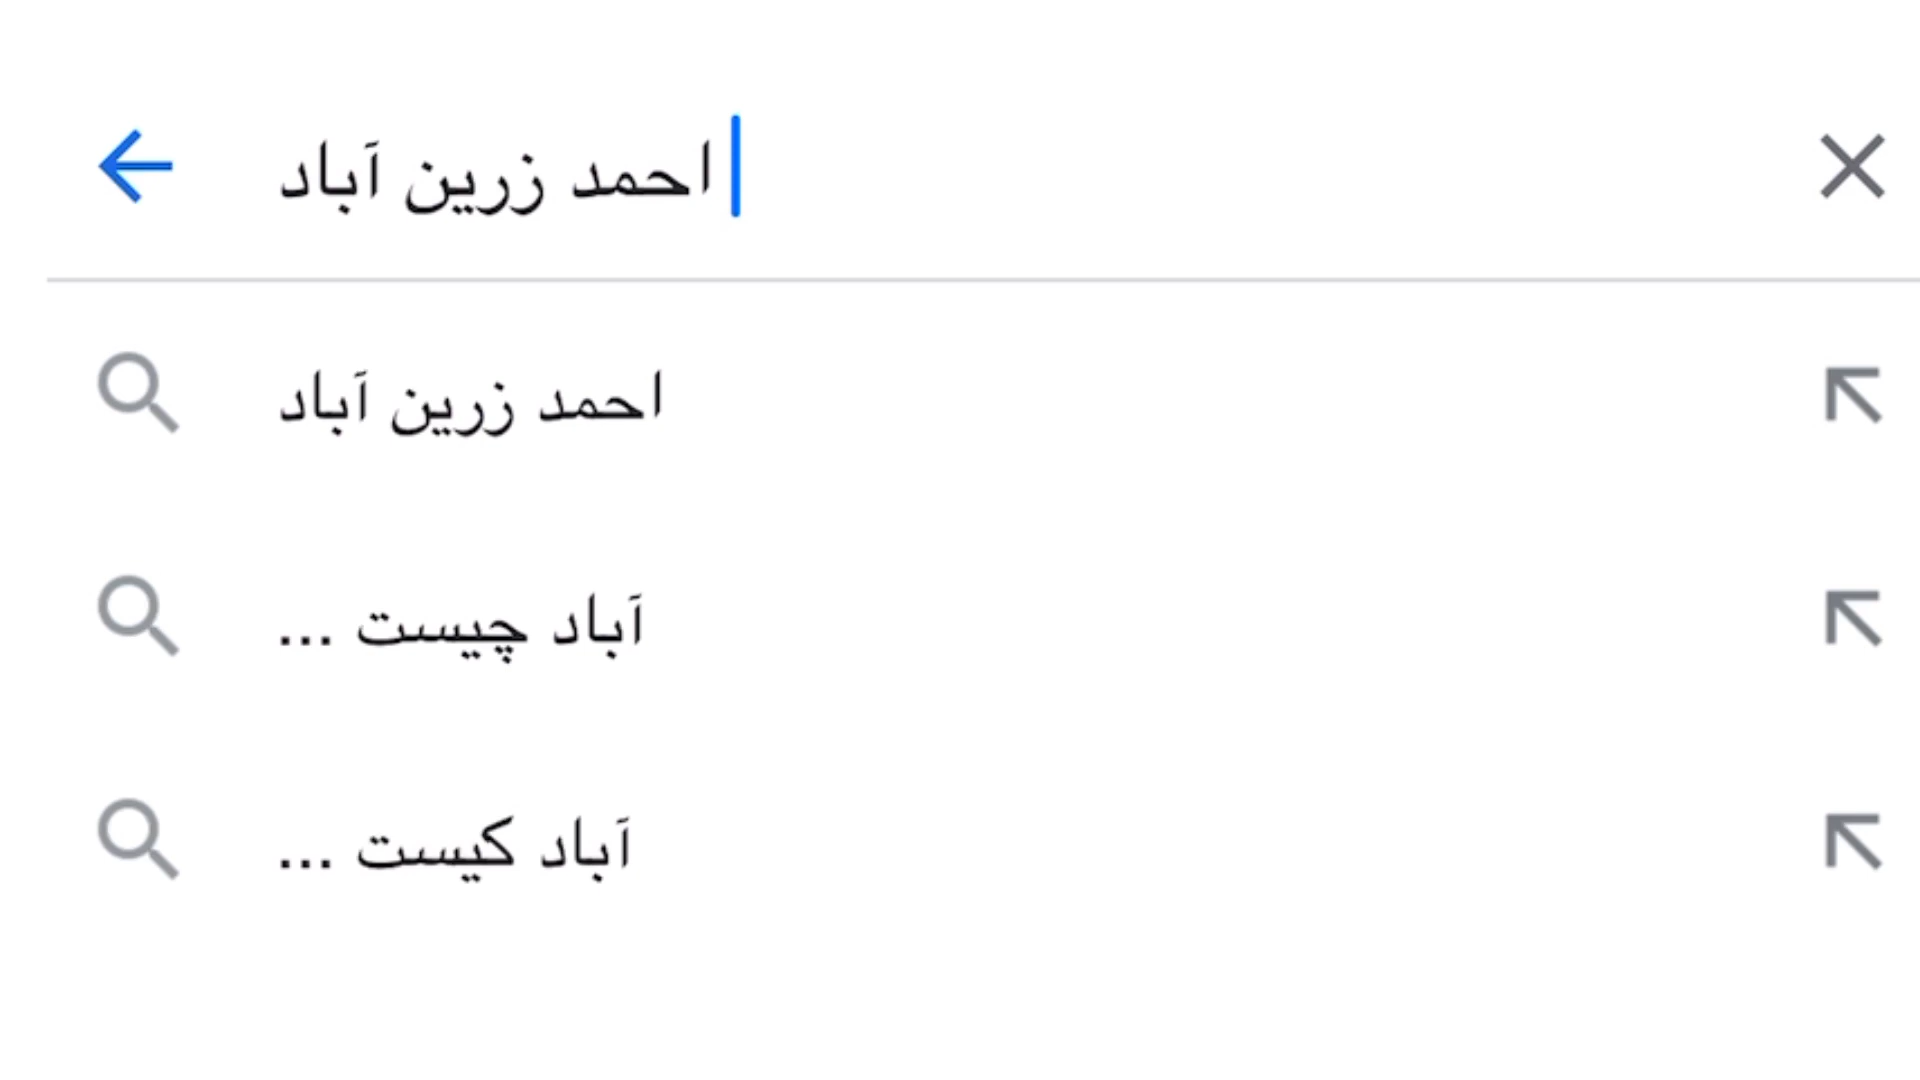 احمد زرین آباد
احمد زرین آباد
آباد چیست ...
آباد کیست ...